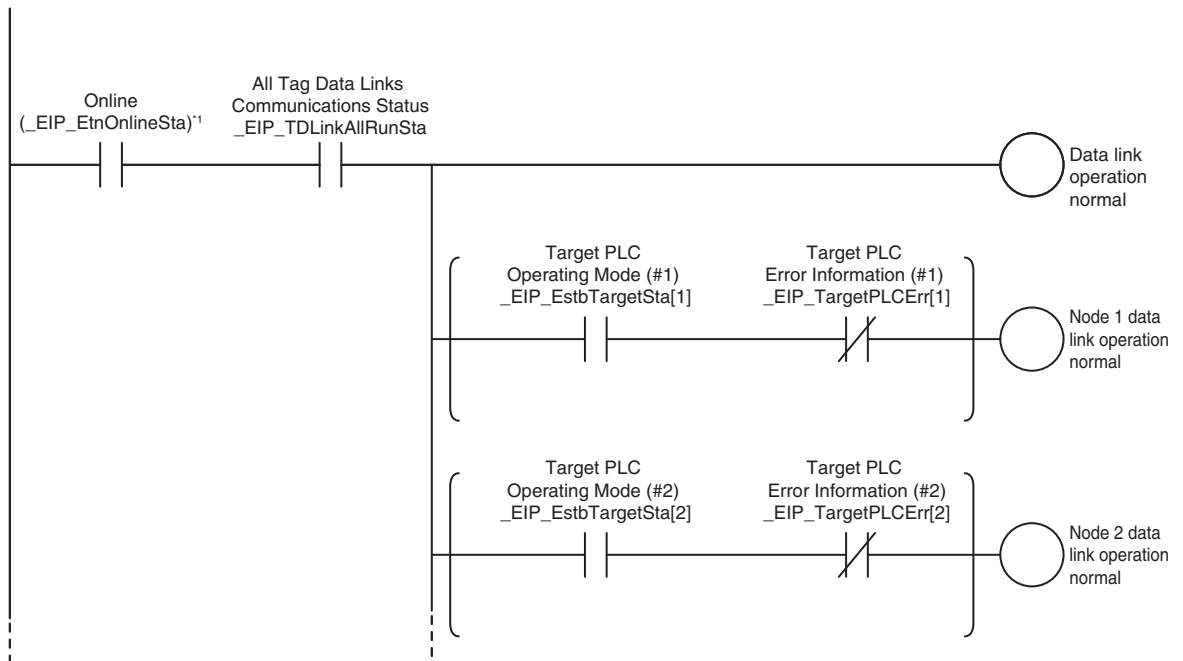 Online
(_EIP_EtnOnlineSta)*1
All Tag Data Links
Communications Status
_EIP_TDLinkAllRunSta
Data link
operation
normal
Target PLC
Operating Mode (#1)
_EIP_EstbTargetSta[1]
Target PLC
Error Information (#1)
_EIP_TargetPLCErr[1]
Node 1 data
link operation
normal
Target PLC
Operating Mode (#2)
_EIP_EstbTargetSta[2]
Target PLC
Error Information (#2)
_EIP_TargetPLCErr[2]
Node 2 data
link operation
normal